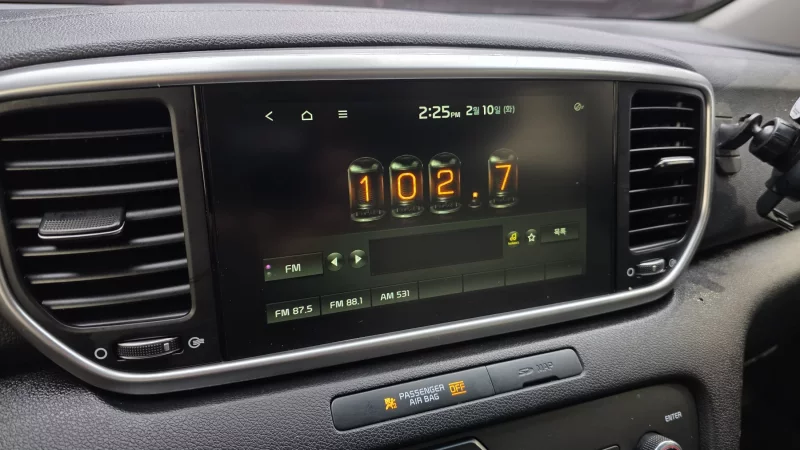 2:25PM 2월 10일 (화)
102.7
FM
목록
FM 87.5 FM 88.1 AM 531
PASSENGER
AIR BAG
OFF
MAP
ENTER